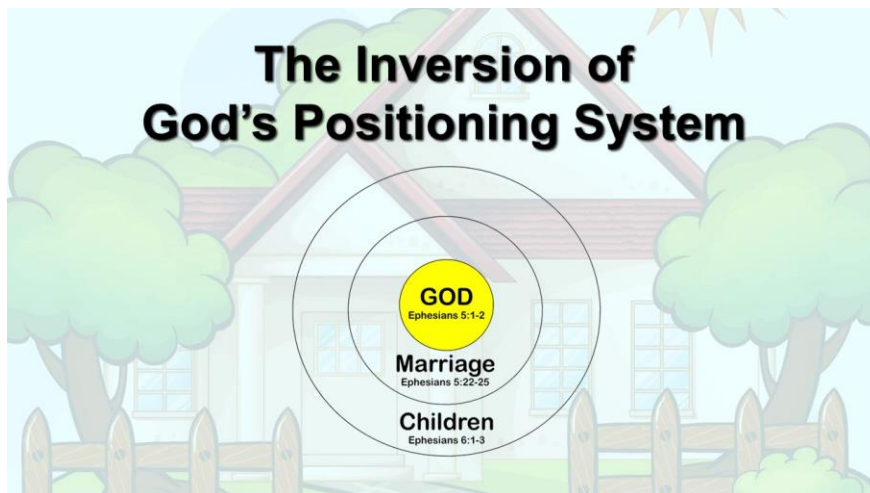 The Inversion of
God's Positioning System
GOD
Ephesians 5:1-2
Marriage
Ephesians 5:22-25
Children
Ephesians 6:1-3